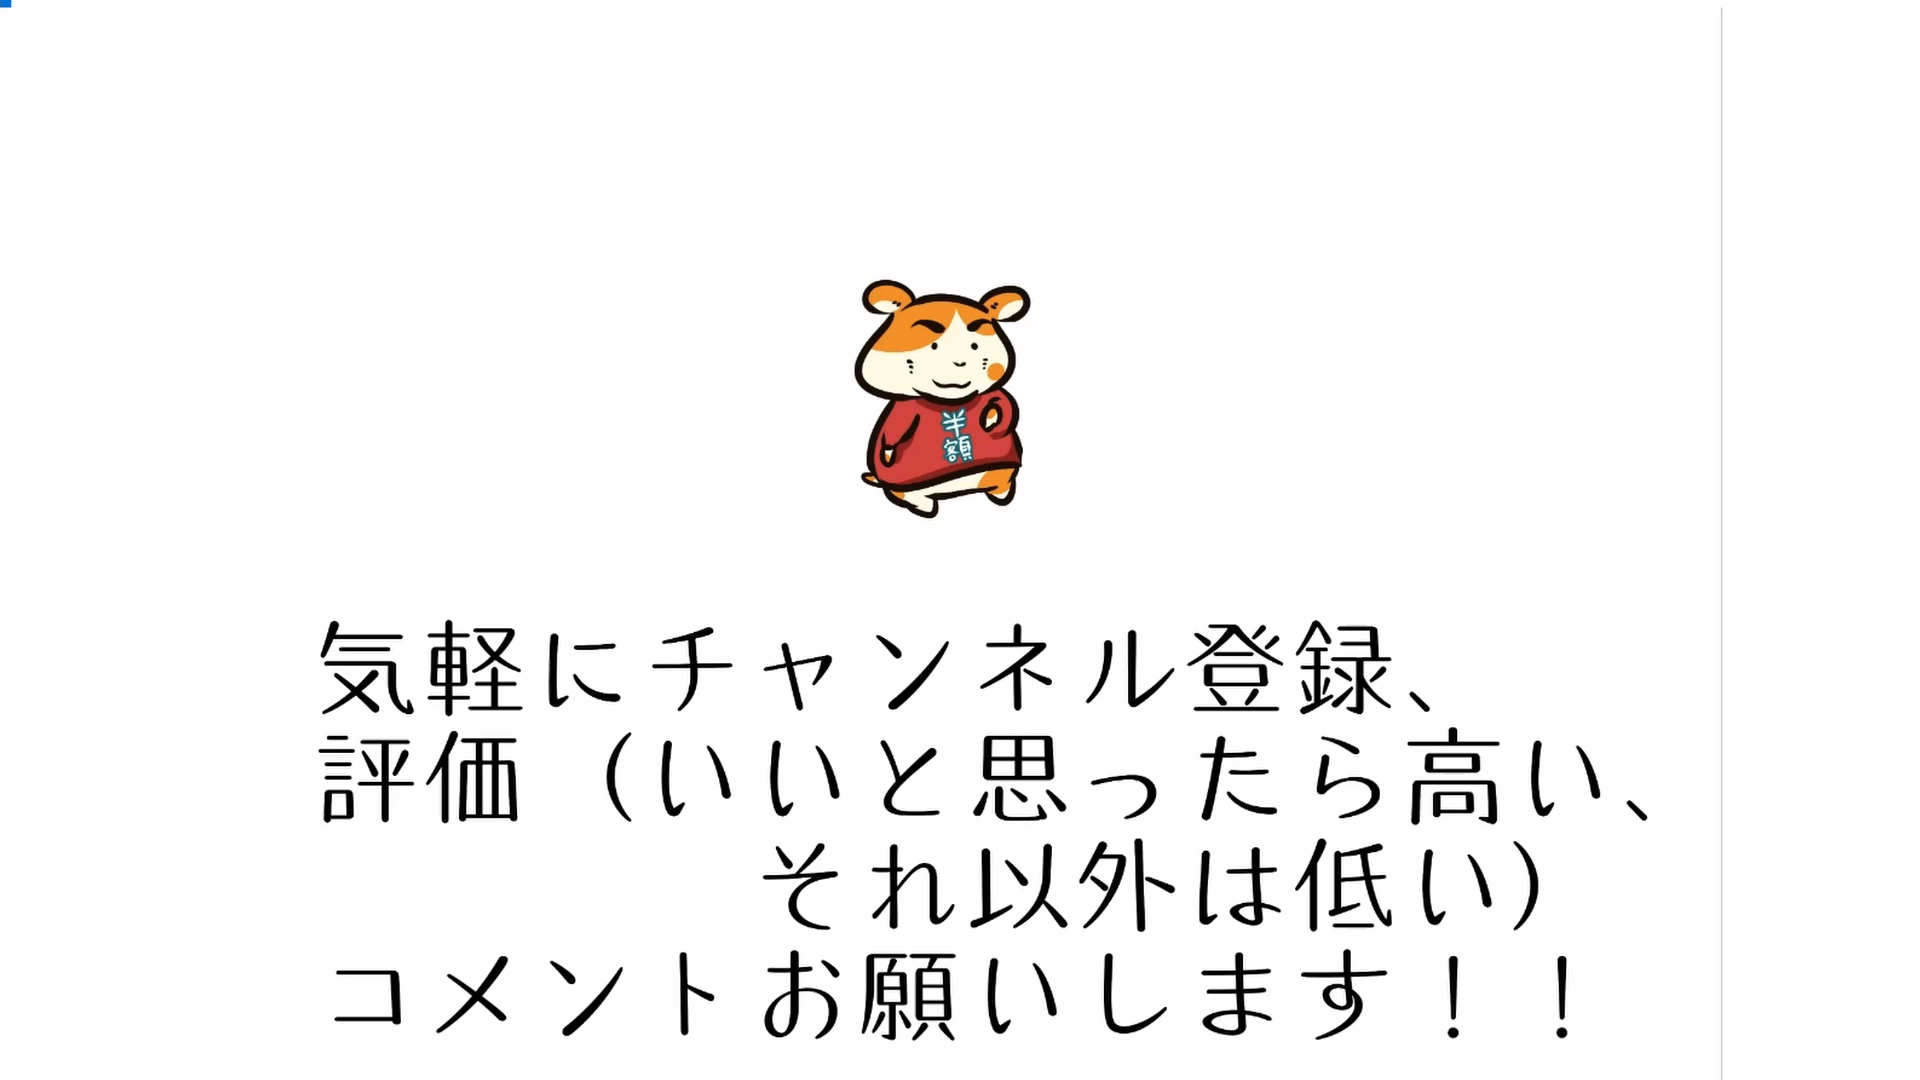 半
額
気軽にチャンネル登録、
評価（いいと思ったら高い、
それ以外は低い）
コメントお願いします！！